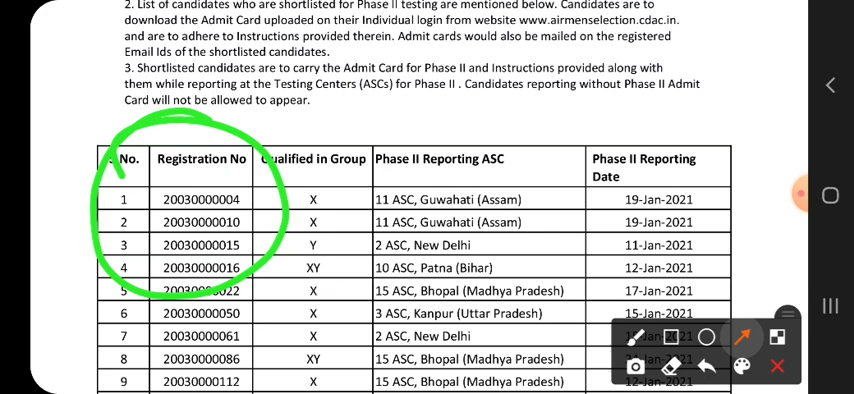 2. List of candidates who are shortlisted for Phase II testing are mentioned below. Candidates are to
download the Admit Card uploaded on their Individual login from website www.airmenselection.cdac.in.
and are to adhere to Instructions provided therein. Admit cards would also be mailed on the registered
Email Ids of the shortlisted candidates.
3. Shortlisted candidates are to carry the Admit Card for Phase II and Instructions provided along with
them while reporting at the Testing Centers (ASCs) for Phase II . Candidates reporting without Phase II Admit
Card will not be allowed to appear.
No. Registration No Qualified in Group Phase II Reporting ASC Phase II Reporting
Date
1 20030000004 X 11 ASC, Guwahati (Assam) 19-Jan-2021
2 20030000010 X 11 ASC, Guwahati (Assam) 19-Jan-2021
3 20030000015 Y 2 ASC, New Delhi 11-Jan-2021
4 20030000016 XY 10 ASC, Patna (Bihar) 12-Jan-2021
5 20030000022 X 15 ASC, Bhopal (Madhya Pradesh) 17-Jan-2021
6 20030000050 X 3 ASC, Kanpur (Uttar Pradesh) 15-Jan-2021
7 20030000061 X 2 ASC, New Delhi
8 20030000086 XY 15 ASC, Bhopal (Madhya Pradesh)
9 20030000112 X 15 ASC, Bhopal (Madhya Pradesh) 12-Jan-2021